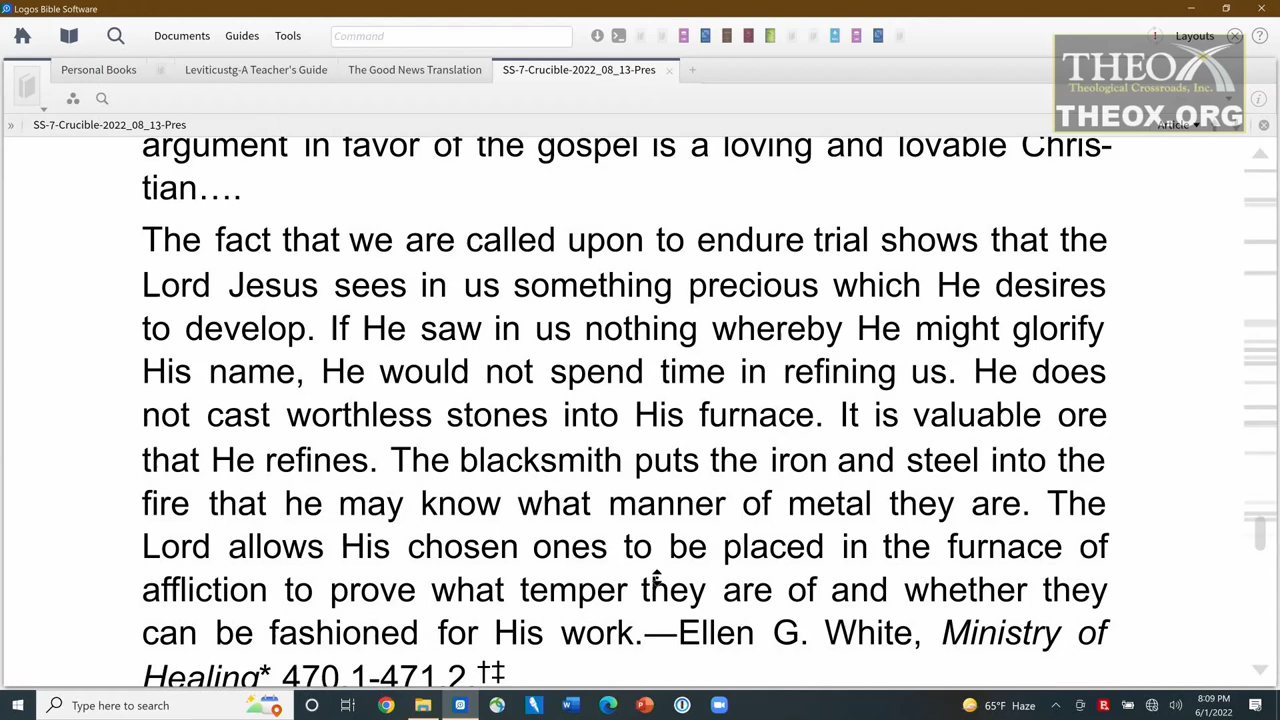 Logos Bible Software
Documents Guides Tools Command Layouts
THEOX
Theological Crossroads, Inc.
THEOX.ORG
Personal Books Leviticustg-A Teacher's Guide The Good News Translation SS-7-Crucible-2022_08_13-Pres
SS-7-Crucible-2022_08_13-Pres Article
argument in favor of the gospel is a loving and lovable Chris-
tian….
The fact that we are called upon to endure trial shows that the
Lord Jesus sees in us something precious which He desires
to develop. If He saw in us nothing whereby He might glorify
His name, He would not spend time in refining us. He does
not cast worthless stones into His furnace. It is valuable ore
that He refines. The blacksmith puts the iron and steel into the
fire that he may know what manner of metal they are. The
Lord allows His chosen ones to be placed in the furnace of
affliction to prove what temper they are of and whether they
can be fashioned for His work.—Ellen G. White, Ministry of
Healing* 470.1-471.2.†‡
Type here to search 65°F Haze 8:09 PM
6/1/2022